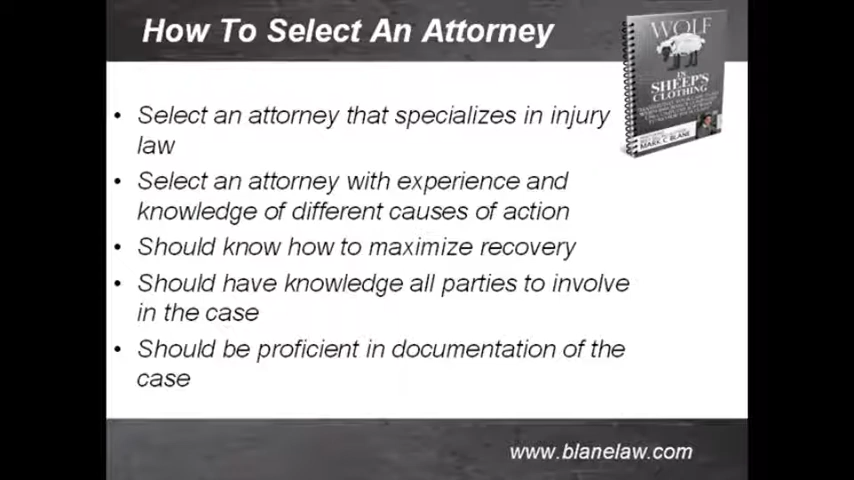 How To Select An Attorney
WOLF
IN
SHEEP'S
CLOTHING
MARK C BLANE
• Select an attorney that specializes in injury
law
• Select an attorney with experience and
knowledge of different causes of action
• Should know how to maximize recovery
• Should have knowledge all parties to involve
in the case
• Should be proficient in documentation of the
case
www.blanelaw.com